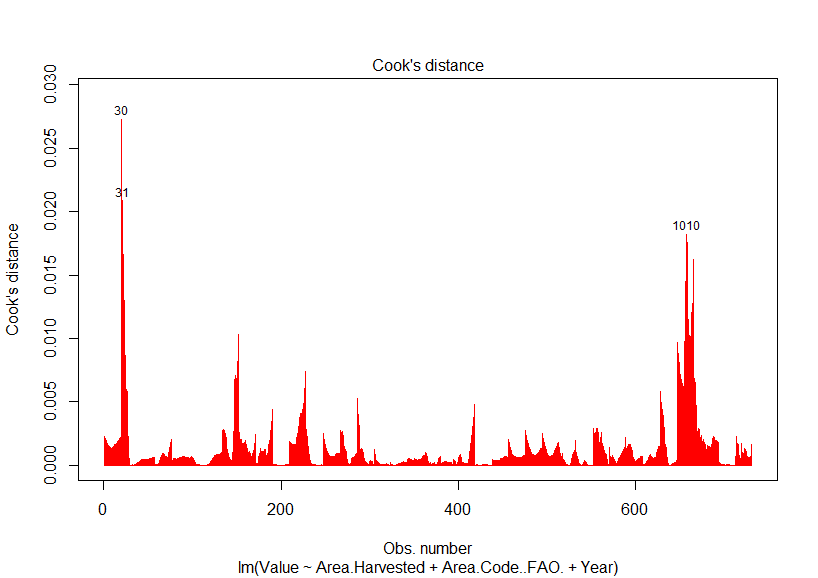 Cook's distance
0.030
0.025
0.020
0.015
0.010
0.005
0.000
Cook's distance
30
31
1010
0 200 400 600
Obs. number
lm(Value ~ Area.Harvested + Area.Code..FAO. + Year)